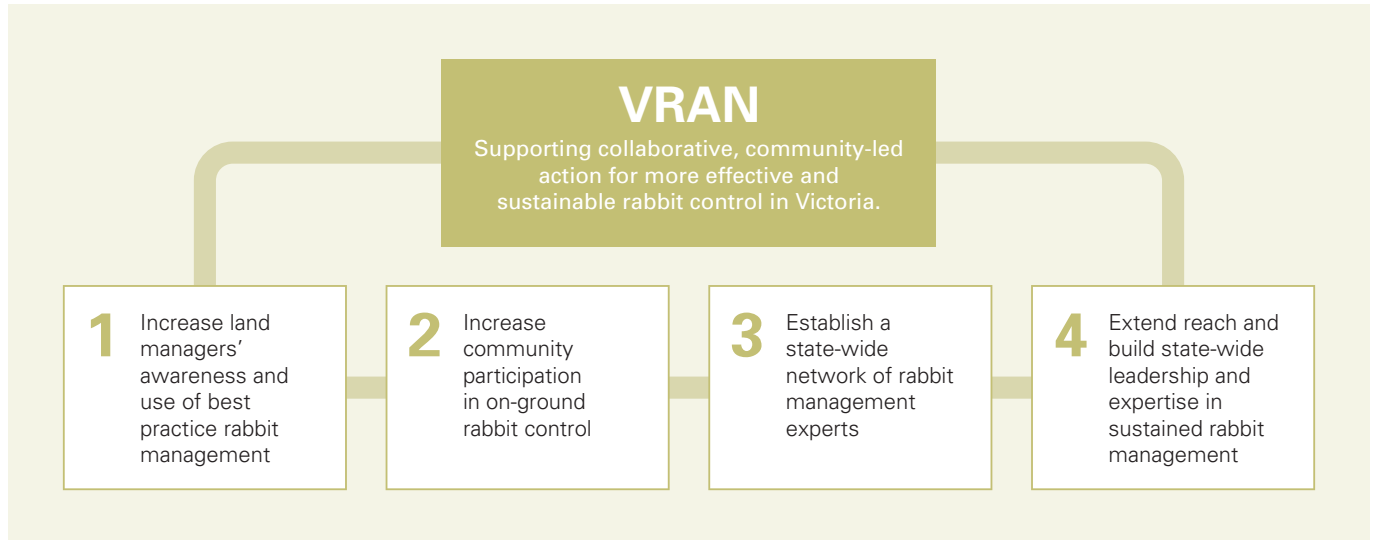 VRAN
Supporting collaborative, community-led
action for more effective and
sustainable rabbit control in Victoria.
1
Increase land
managers’
awareness and
use of best
practice rabbit
management
2
Increase
community
participation
in on-ground
rabbit control
3
Establish a
state-wide
network of rabbit
management
experts
4
Extend reach and
build state-wide
leadership and
expertise in
sustained rabbit
management